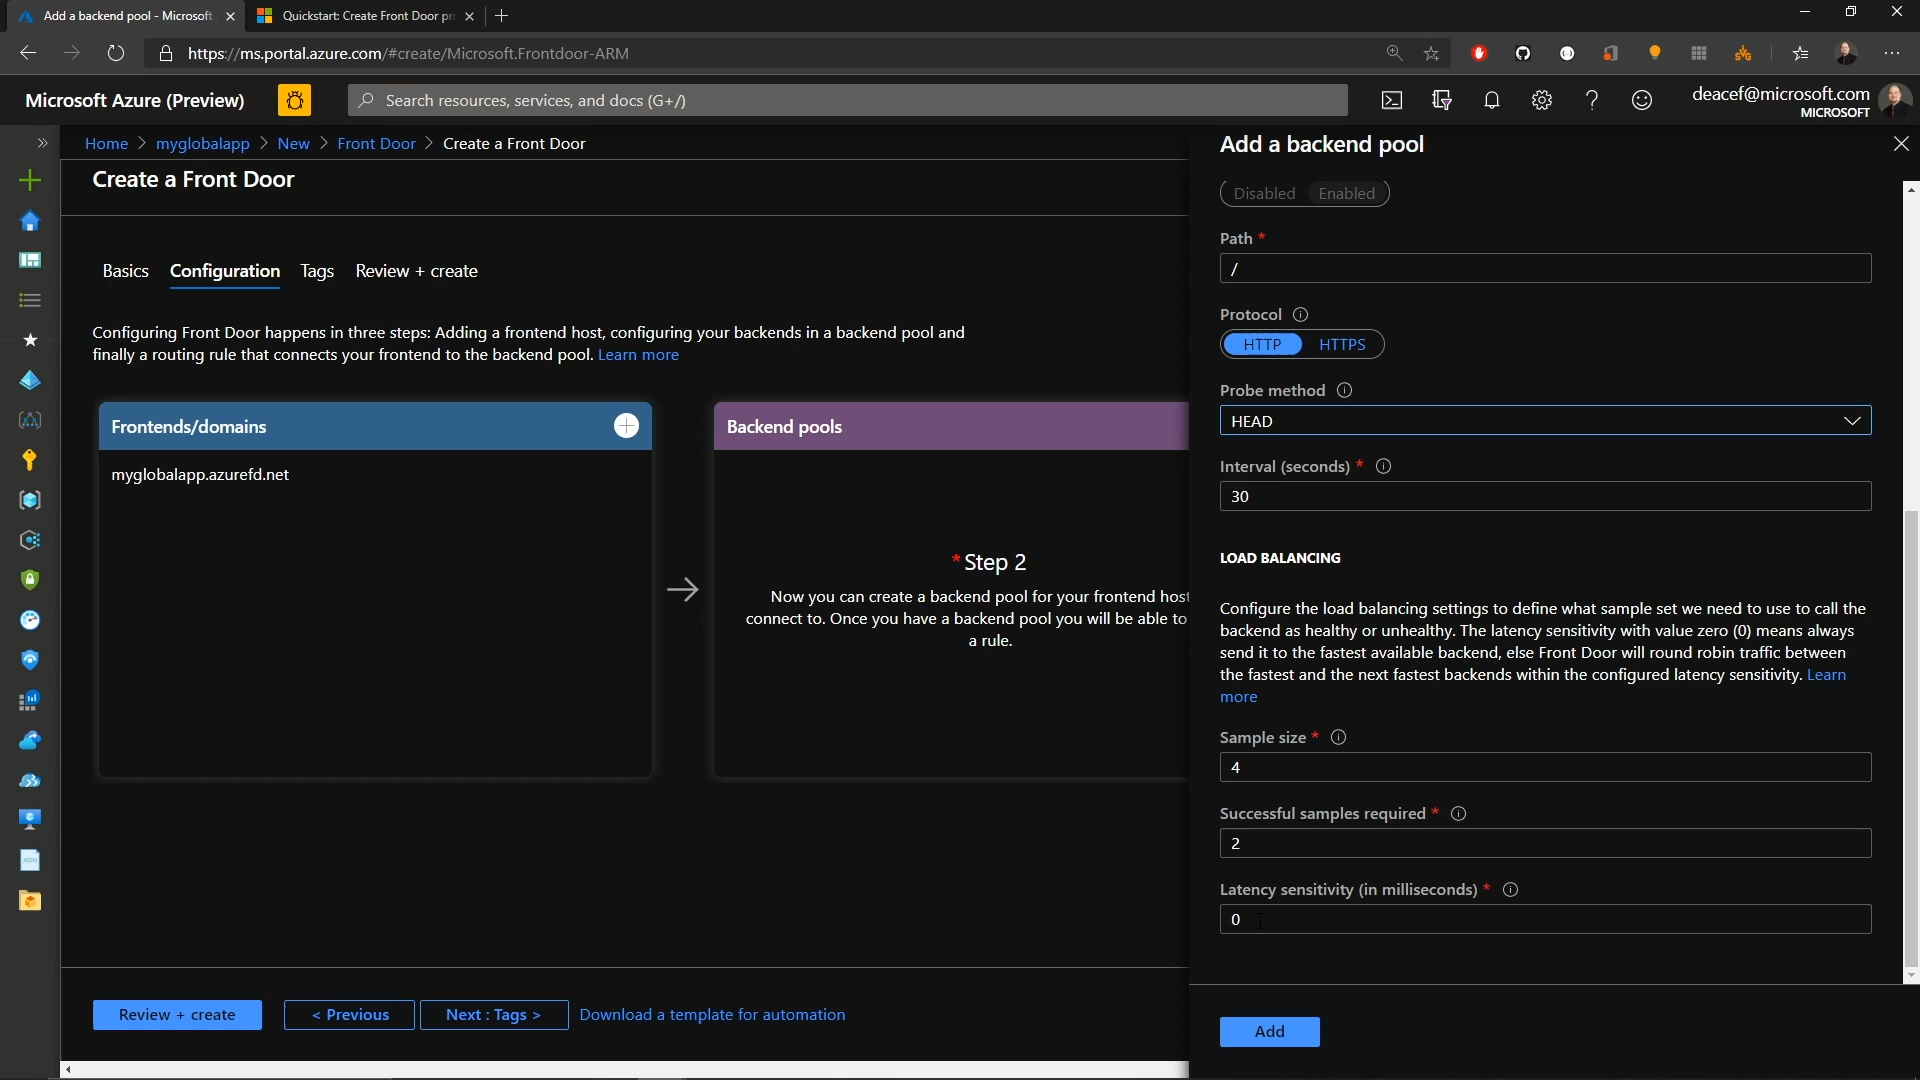 Add a backend pool - Microsoft
Quickstart: Create Front Door pr
https://ms.portal.azure.com/#create/Microsoft.Frontdoor-ARM
Microsoft Azure (Preview)
Search resources, services, and docs (G+/)
deacef@microsoft.com
MICROSOFT
Home > myglobalapp > New > Front Door > Create a Front Door
Create a Front Door
Basics
Configuration
Tags
Review + create
Configuring Front Door happens in three steps: Adding a frontend host, configuring your backends in a backend pool and
finally a routing rule that connects your frontend to the backend pool. Learn more
Frontends/domains
myglobalapp.azurefd.net
Backend pools
* Step 2
Now you can create a backend pool for your frontend host
connect to. Once you have a backend pool you will be able to
a rule.
Review + create
< Previous
Next : Tags >
Download a template for automation
Add a backend pool
Disabled Enabled
Path *
/
Protocol
HTTP HTTPS
Probe method
HEAD
Interval (seconds) *
30
LOAD BALANCING
Configure the load balancing settings to define what sample set we need to use to call the
backend as healthy or unhealthy. The latency sensitivity with value zero (0) means always
send it to the fastest available backend, else Front Door will round robin traffic between
the fastest and the next fastest backends within the configured latency sensitivity. Learn
more
Sample size *
4
Successful samples required *
2
Latency sensitivity (in milliseconds) *
0
Add